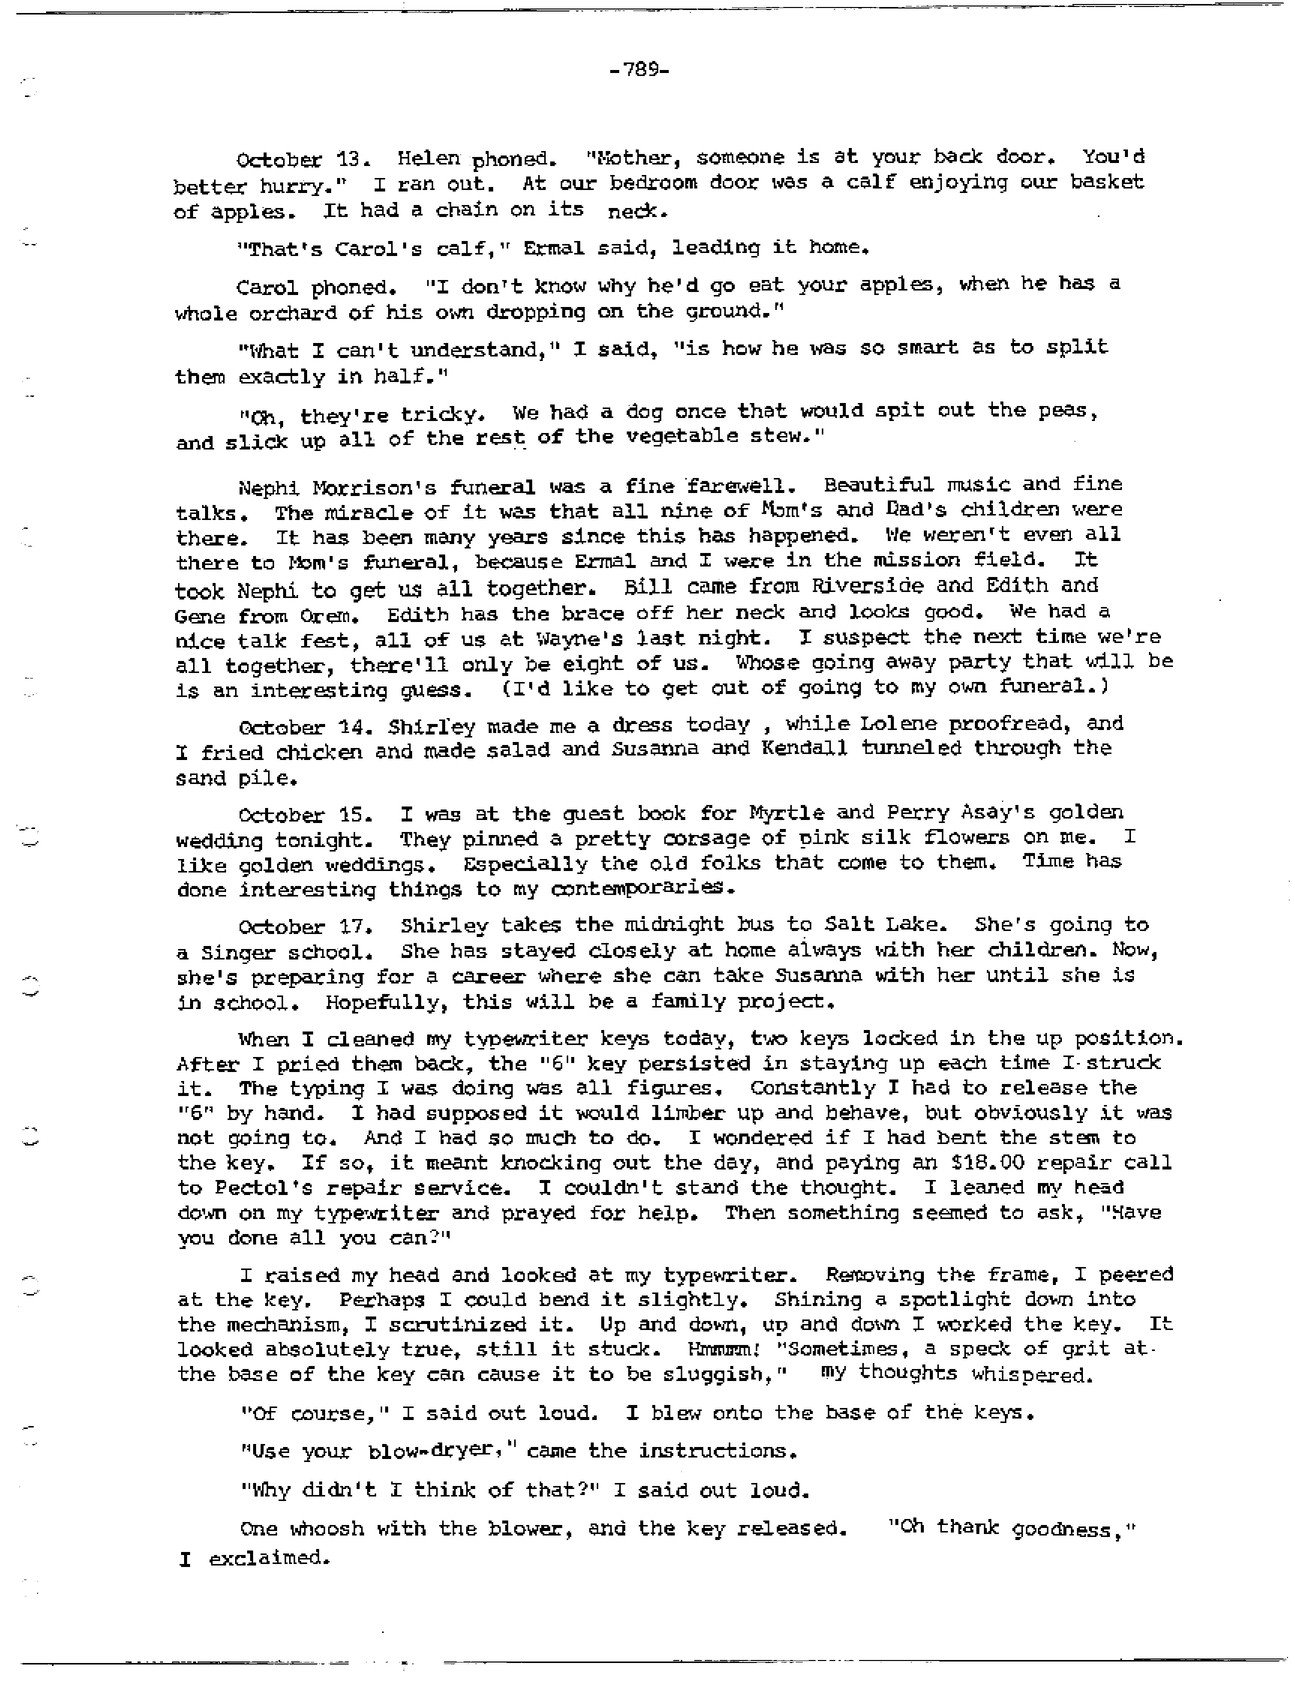 -789-
October 13. Helen phoned. "Mother, someone is at your back door. You'd
better hurry." I ran out. At our bedroom door was a calf enjoying our basket
of apples. It had a chain on its neck.
"That's Carol's calf," Ermal said, leading it home.
Carol phoned. "I don't know why he'd go eat your apples, when he has a
whole orchard of his own dropping on the ground."
"What I can't understand," I said, "is how he was so smart as to split
them exactly in half."
"Oh, they're tricky. We had a dog once that would spit out the peas,
and slick up all of the rest of the vegetable stew."
Nephi Morrison's funeral was a fine farewell. Beautiful music and fine
talks. The miracle of it was that all nine of Mom's and Dad's children were
there. It has been many years since this has happened. We weren't even all
there to Mom's funeral, because Ermal and I were in the mission field. It
took Nephi to get us all together. Bill came from Riverside and Edith and
Gene from Orem. Edith has the brace off her neck and looks good. We had a
nice talk fest, all of us at Wayne's last night. I suspect the next time we're
all together, there'll only be eight of us. Whose going away party that will be
is an interesting guess. (I'd like to get out of going to my own funeral.)
October 14. Shirley made me a dress today , while Lolene proofread, and
I fried chicken and made salad and Susanna and Kendall tunneled through the
sand pile.
October 15. I was at the guest book for Myrtle and Perry Asay's golden
wedding tonight. They pinned a pretty corsage of pink silk flowers on me. I
like golden weddings. Especially the old folks that come to them. Time has
done interesting things to my contemporaries.
October 17. Shirley takes the midnight bus to Salt Lake. She's going to
a Singer school. She has stayed closely at home always with her children. Now,
she's preparing for a career where she can take Susanna with her until she is
in school. Hopefully, this will be a family project.
When I cleaned my typewriter keys today, two keys locked in the up position.
After I pried them back, the "6" key persisted in staying up each time I struck
it. The typing I was doing was all figures. Constantly I had to release the
"6" by hand. I had supposed it would limber up and behave, but obviously it was
not going to. And I had so much to do. I wondered if I had bent the stem to
the key. If so, it meant knocking out the day, and paying an $18.00 repair call
to Pectol's repair service. I couldn't stand the thought. I leaned my head
down on my typewriter and prayed for help. Then something seemed to ask, "Have
you done all you can?"
I raised my head and looked at my typewriter. Removing the frame, I peered
at the key. Perhaps I could bend it slightly. Shining a spotlight down into
the mechanism, I scrutinized it. Up and down, up and down I worked the key. It
looked absolutely true, still it stuck. Hmmmm! "Sometimes, a speck of grit at
the base of the key can cause it to be sluggish," my thoughts whispered.
"Of course," I said out loud. I blew onto the base of the keys.
"Use your blow-dryer," came the instructions.
"Why didn't I think of that?" I said out loud.
One whoosh with the blower, and the key released. "Oh thank goodness,"
I exclaimed.